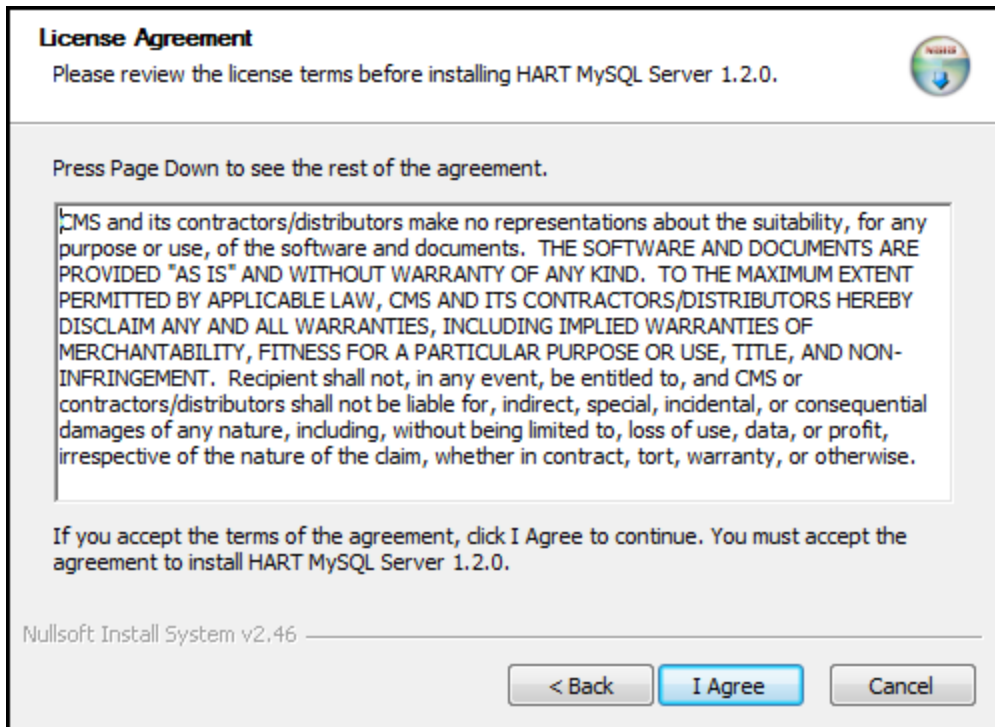 License Agreement
Please review the license terms before installing HART MySQL Server 1.2.0.
NSIS
Press Page Down to see the rest of the agreement.
CMS and its contractors/distributors make no representations about the suitability, for any
purpose or use, of the software and documents.  THE SOFTWARE AND DOCUMENTS ARE
PROVIDED "AS IS" AND WITHOUT WARRANTY OF ANY KIND.  TO THE MAXIMUM EXTENT
PERMITTED BY APPLICABLE LAW, CMS AND ITS CONTRACTORS/DISTRIBUTORS HEREBY
DISCLAIM ANY AND ALL WARRANTIES, INCLUDING IMPLIED WARRANTIES OF
MERCHANTABILITY, FITNESS FOR A PARTICULAR PURPOSE OR USE, TITLE, AND NON-
INFRINGEMENT.  Recipient shall not, in any event, be entitled to, and CMS or
contractors/distributors shall not be liable for, indirect, special, incidental, or consequential
damages of any nature, including, without being limited to, loss of use, data, or profit,
irrespective of the nature of the claim, whether in contract, tort, warranty, or otherwise.
If you accept the terms of the agreement, click I Agree to continue. You must accept the
agreement to install HART MySQL Server 1.2.0.
Nullsoft Install System v2.46
< Back
I Agree
Cancel